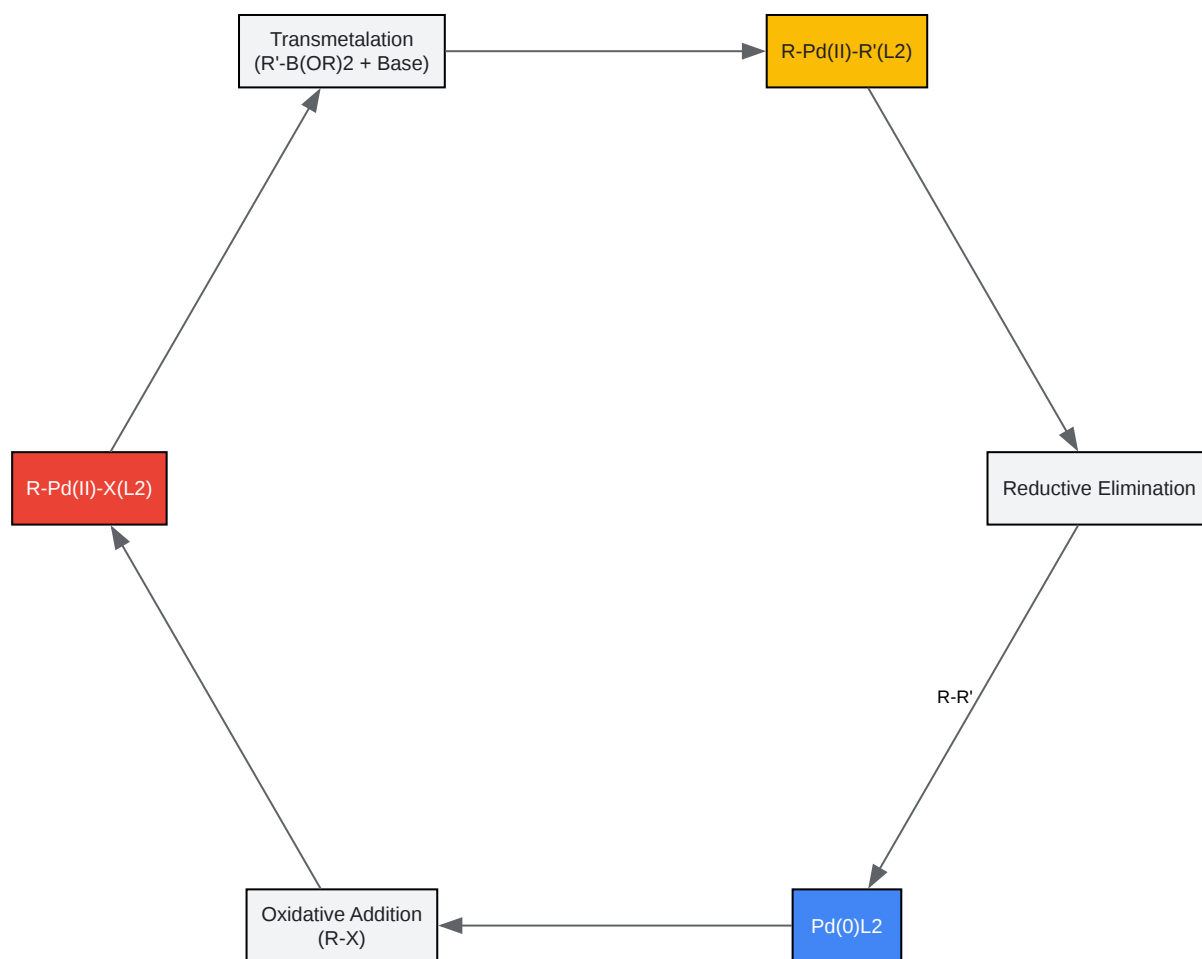 Transmetalation
(R'-B(OR)2 + Base)
R-Pd(II)-R'(L2)
R-Pd(II)-X(L2)
Reductive Elimination
R-R'
Oxidative Addition
(R-X)
Pd(0)L2